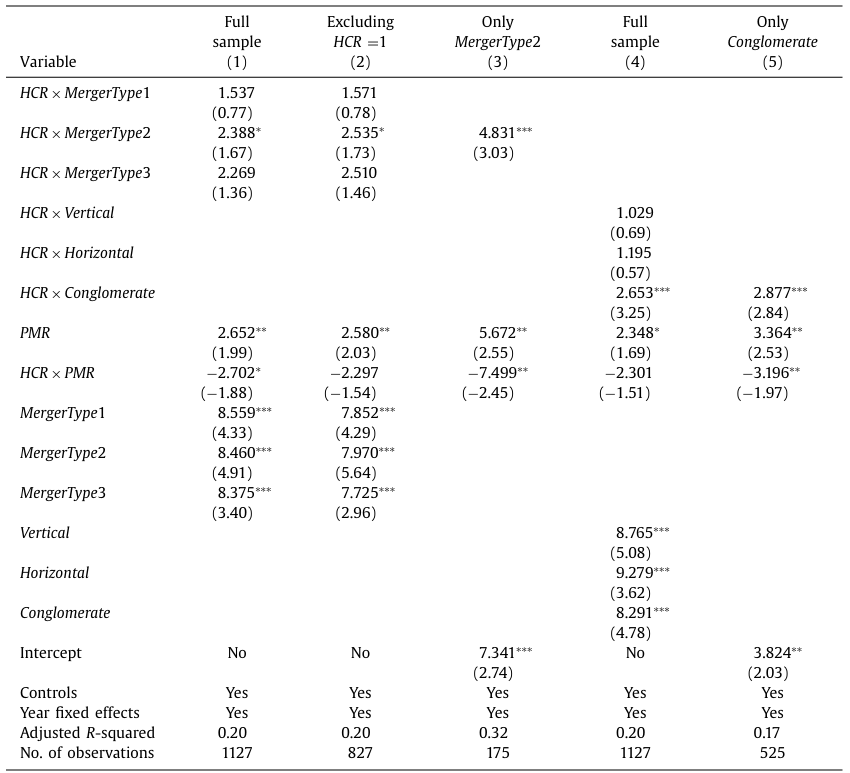 Full Excluding Only Full Only
sample HCR =1 MergerType2 sample Conglomerate
Variable (1) (2) (3) (4) (5)
HCR × MergerType1 1.537 1.571
(0.77) (0.78)
HCR × MergerType2 2.388* 2.535* 4.831***
(1.67) (1.73) (3.03)
HCR × MergerType3 2.269 2.510
(1.36) (1.46)
HCR × Vertical 1.029
(0.69)
HCR × Horizontal 1.195
(0.57)
HCR × Conglomerate 2.653*** 2.877***
(3.25) (2.84)
PMR 2.652** 2.580** 5.672** 2.348* 3.364**
(1.99) (2.03) (2.55) (1.69) (2.53)
HCR × PMR −2.702* −2.297 −7.499** −2.301 −3.196**
(−1.88) (−1.54) (−2.45) (−1.51) (−1.97)
MergerType1 8.559*** 7.852***
(4.33) (4.29)
MergerType2 8.460*** 7.970***
(4.91) (5.64)
MergerType3 8.375*** 7.725***
(3.40) (2.96)
Vertical 8.765***
(5.08)
Horizontal 9.279***
(3.62)
Conglomerate 8.291***
(4.78)
Intercept No No 7.341*** No 3.824**
(2.74) (2.03)
Controls Yes Yes Yes Yes Yes
Year fixed effects Yes Yes Yes Yes Yes
Adjusted R-squared 0.20 0.20 0.32 0.20 0.17
No. of observations 1127 827 175 1127 525